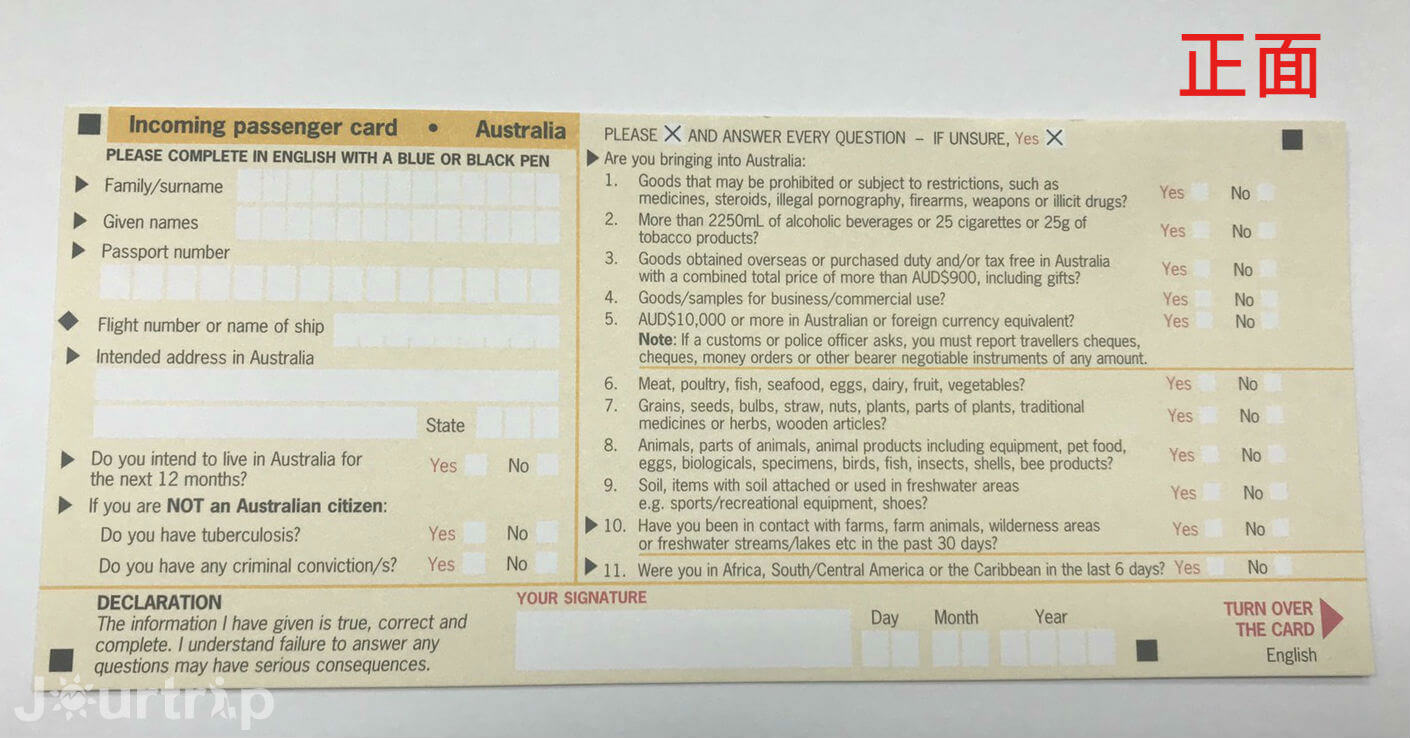 正面
Incoming passenger card • Australia
PLEASE COMPLETE IN ENGLISH WITH A BLUE OR BLACK PEN
Family/surname
Given names
Passport number
Flight number or name of ship
Intended address in Australia
State
Do you intend to live in Australia for
the next 12 months?
Yes No
If you are NOT an Australian citizen:
Do you have tuberculosis? Yes No
Do you have any criminal conviction/s? Yes No
PLEASE X AND ANSWER EVERY QUESTION – IF UNSURE, Yes X
Are you bringing into Australia:
1. Goods that may be prohibited or subject to restrictions, such as
medicines, steroids, illegal pornography, firearms, weapons or illicit drugs? Yes No
2. More than 2250mL of alcoholic beverages or 25 cigarettes or 25g of
tobacco products? Yes No
3. Goods obtained overseas or purchased duty and/or tax free in Australia
with a combined total price of more than AUD$900, including gifts? Yes No
4. Goods/samples for business/commercial use? Yes No
5. AUD$10,000 or more in Australian or foreign currency equivalent? Yes No
Note: If a customs or police officer asks, you must report travellers cheques,
cheques, money orders or other bearer negotiable instruments of any amount.
6. Meat, poultry, fish, seafood, eggs, dairy, fruit, vegetables? Yes No
7. Grains, seeds, bulbs, straw, nuts, plants, parts of plants, traditional
medicines or herbs, wooden articles? Yes No
8. Animals, parts of animals, animal products including equipment, pet food,
eggs, biologicals, specimens, birds, fish, insects, shells, bee products? Yes No
9. Soil, items with soil attached or used in freshwater areas
e.g. sports/recreational equipment, shoes? Yes No
10. Have you been in contact with farms, farm animals, wilderness areas
or freshwater streams/lakes etc in the past 30 days? Yes No
11. Were you in Africa, South/Central America or the Caribbean in the last 6 days? Yes No
DECLARATION
The information I have given is true, correct and
complete. I understand failure to answer any
questions may have serious consequences.
YOUR SIGNATURE
Day Month Year
TURN OVER
THE CARD
English
Jourtrip